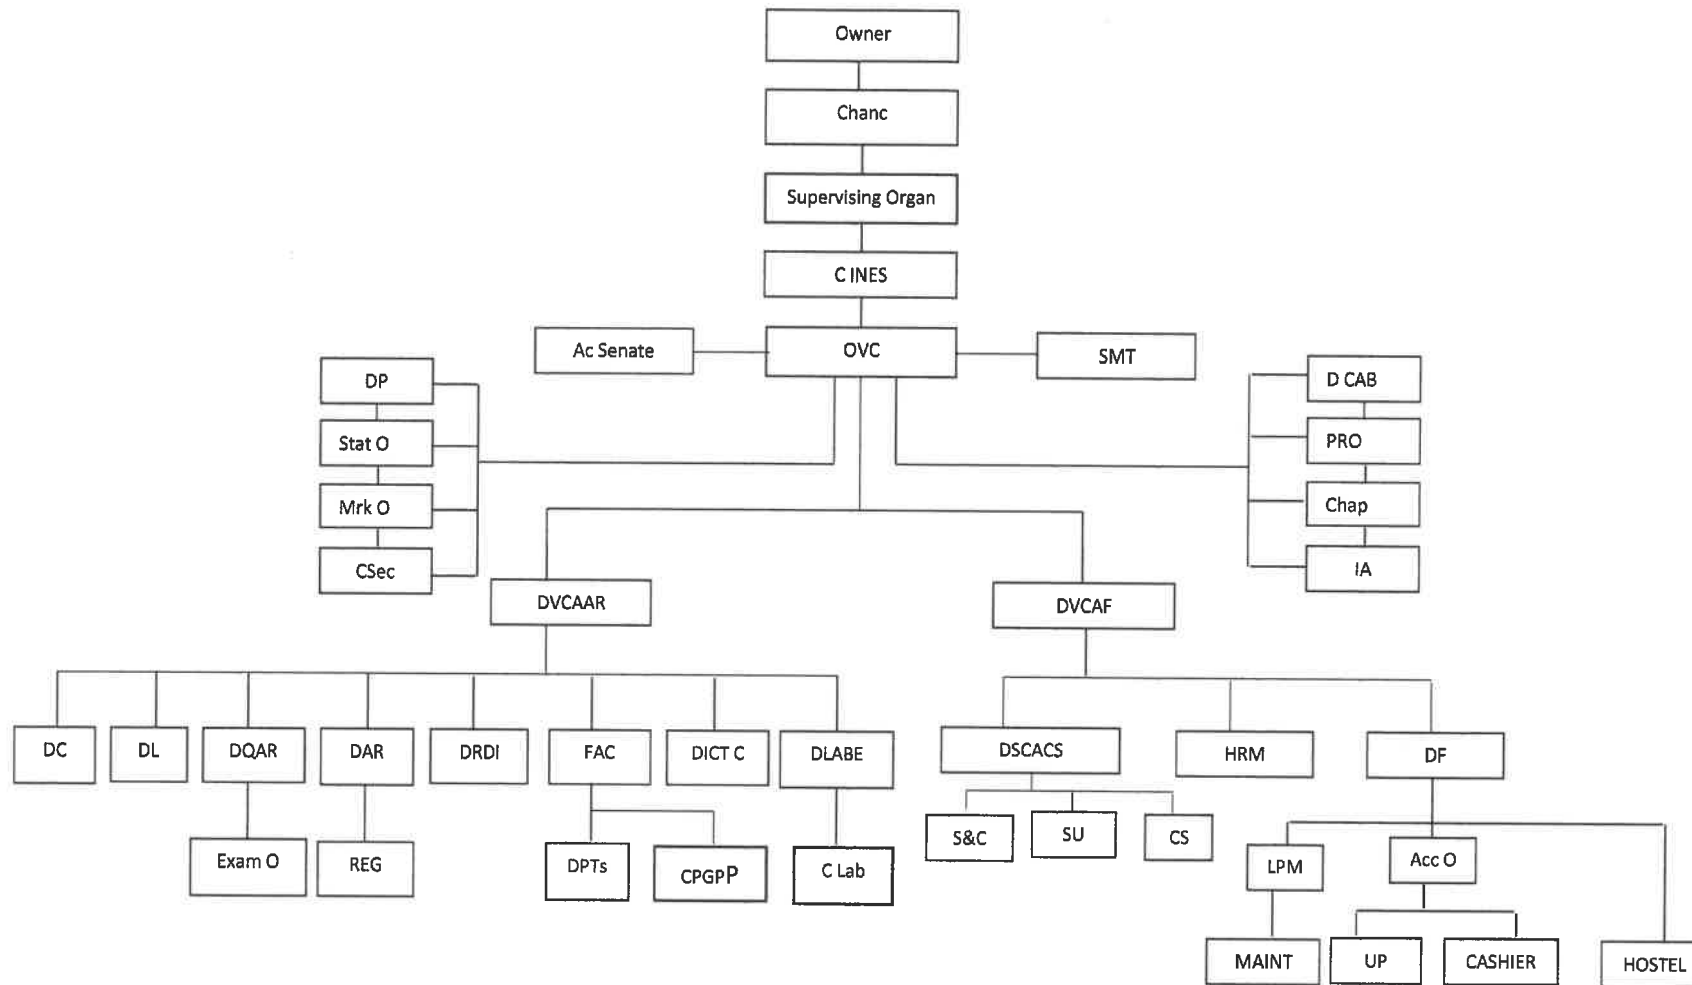 Owner
Chanc
Supervising Organ
C INES
Ac Senate
OVC
SMT
DP
Stat O
Mrk O
CSec
D CAB
PRO
Chap
IA
DVCAAR
DVCAF
DC
DL
DQAR
DAR
DRDI
FAC
DICT C
DLABE
DSCACS
HRM
DF
Exam O
REG
DPTs
CPGPP
C Lab
S&C
SU
CS
LPM
Acc O
MAINT
UP
CASHIER
HOSTEL